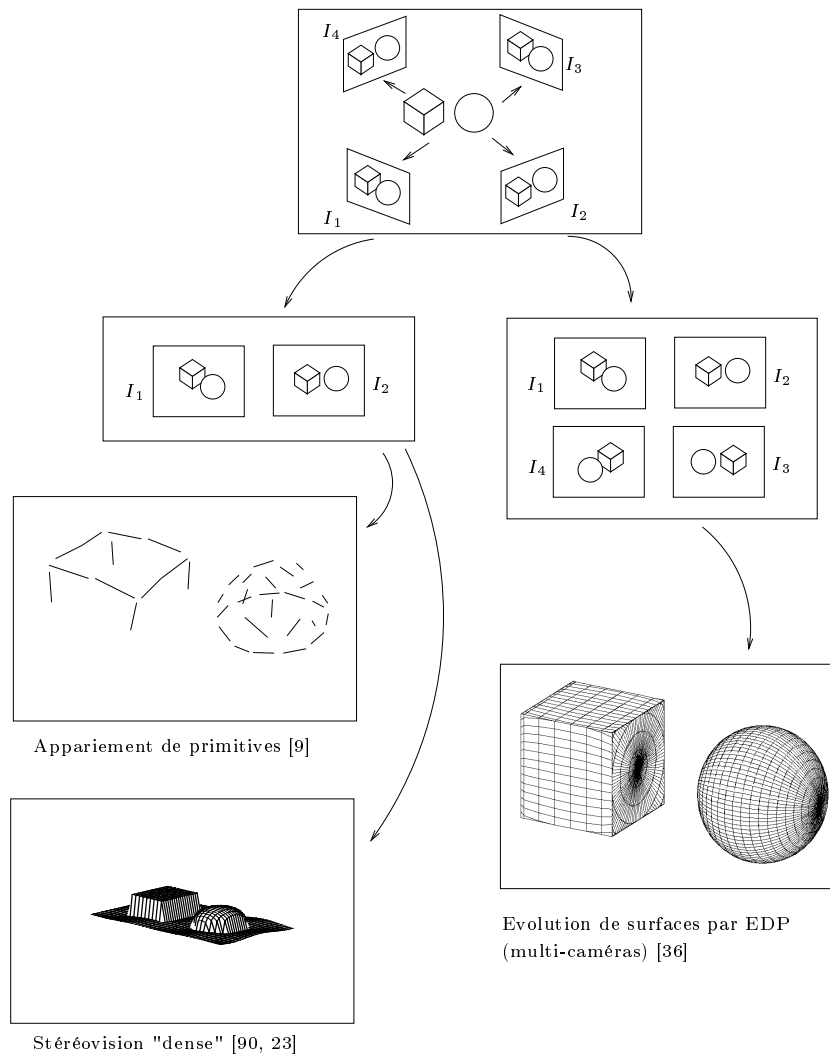 I4
I3
I1
I2
I1
I2
I1
I2
I4
I3
Appariement de primitives [9]
Evolution de surfaces par EDP
(multi-caméras) [36]
Stéréovision "dense" [90, 23]